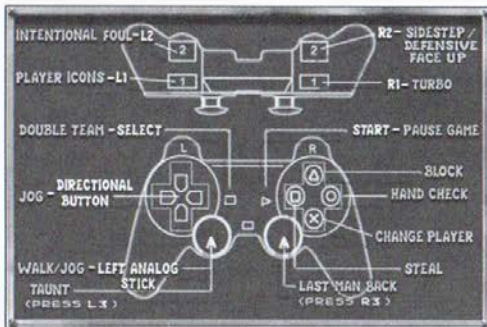 INTENTIONAL FOUL-L2
2
2
R2- SIDESTEP/
DEFENSIVE
FACE UP
PLAYER ICONS -L1
1
1
R1- TURBO
DOUBLE TEAM -SELECT
START- PAUSE GAME
L
R
BLOCK
JOG -DIRECTIONAL
BUTTON
HAND CHECK
CHANGE PLAYER
WALK/JOG -LEFT ANALOG
STICK
STEAL
TAUNT
(PRESS L3)
LAST MAN BACK
(PRESS R3)